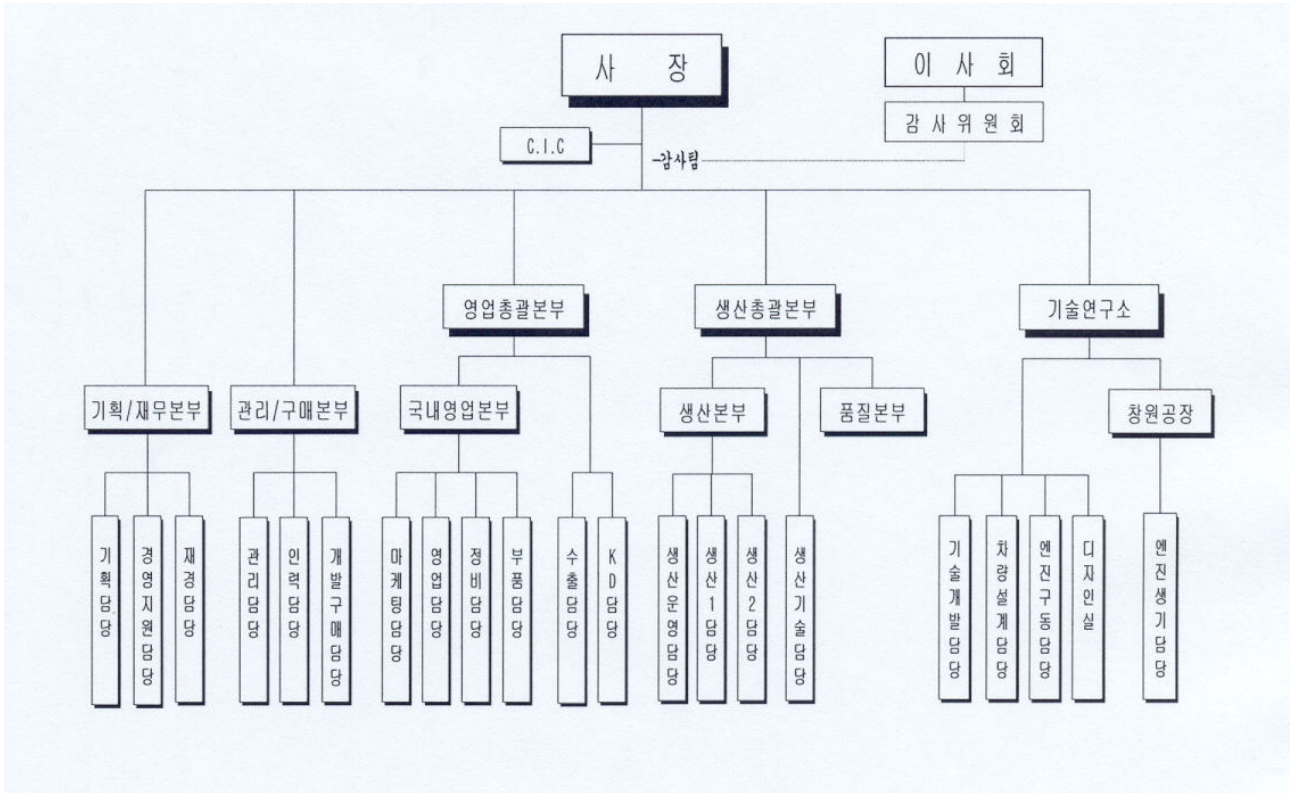 사 장
이 사 회
감 사 위 원 회
C.I.C
-감사팀
영업총괄본부
생산총괄본부
기술연구소
기획/재무본부
관리/구매본부
국내영업본부
생산본부
품질본부
창원공장
기획담당
경영지원담당
재경담당
관리담당
인력담당
개발구매담당
마케팅담당
영업담당
정비담당
부품담당
수출담당
KD담당
생산운영담당
생산1담당
생산2담당
생산기술담당
기술개발담당
차량설계담당
엔진구동담당
디자인실
엔진생기담당